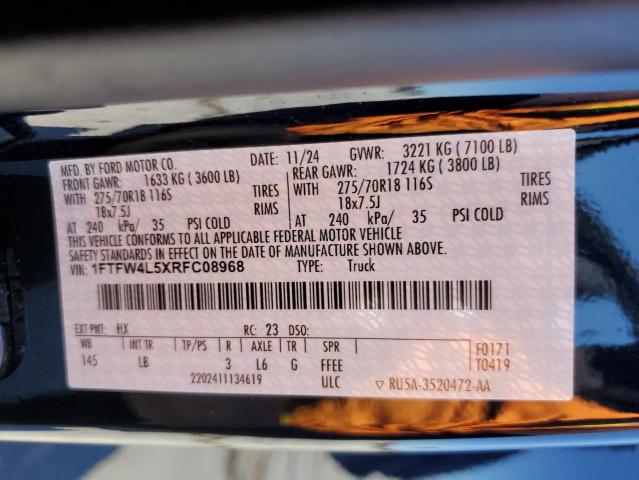 MFD. BY FORD MOTOR CO.
DATE: 11/24 GVWR: 3221 KG ( 7100 LB)
FRONT GAWR: 1633 KG ( 3600 LB)
REAR GAWR: 1724 KG ( 3800 LB)
WITH 275/70R18 116S TIRES
WITH 275/70R18 116S TIRES
18x7.5J RIMS
18x7.5J RIMS
AT 240 kPa/ 35 PSI COLD
AT 240 kPa/ 35 PSI COLD
THIS VEHICLE CONFORMS TO ALL APPLICABLE FEDERAL MOTOR VEHICLE
SAFETY STANDARDS IN EFFECT ON THE DATE OF MANUFACTURE SHOWN ABOVE.
VIN: 1FTFW4L5XRFC08968 TYPE: Truck
EXT PNT: HX RC: 23 DSO:
WB INT TR TP/PS R AXLE TR SPR
145 LB 3 L6 G FFEE
F0171
T0419
2202411134619 ULC RU5A-3520472-AA